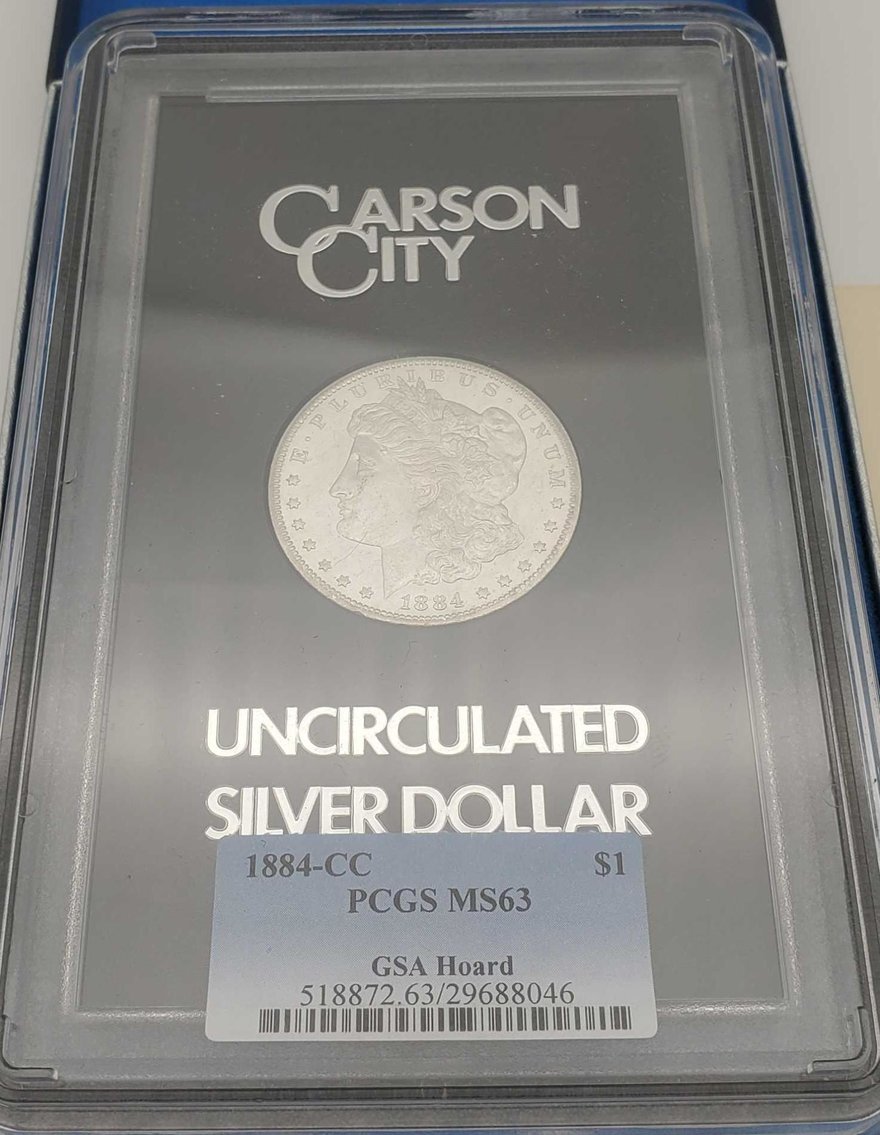 CARSON
CITY
E · PLURIBUS · UNUM
1884
UNCIRCULATED
SILVER DOLLAR
1884-CC $1
PCGS MS63
GSA Hoard
518872.63/29688046